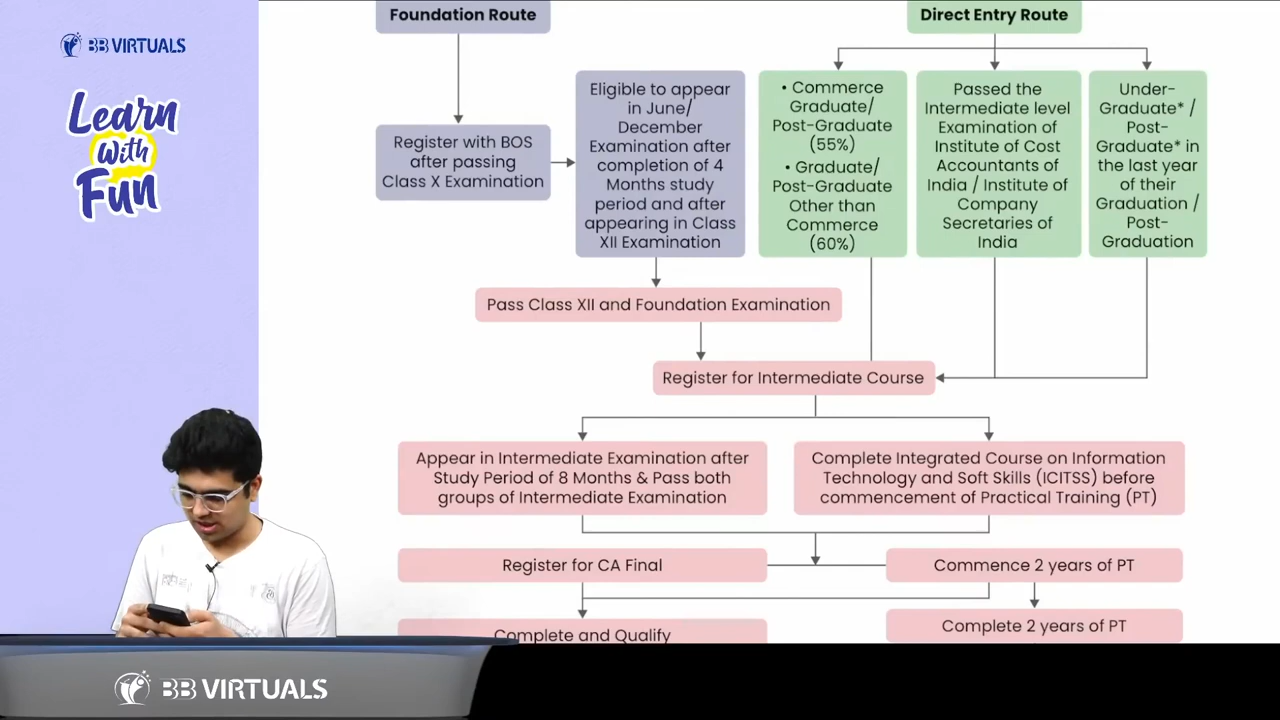 BB VIRTUALS
Learn
With
Fun
Foundation Route
Register with BOS
after passing
Class X Examination
Eligible to appear
in June/
December
Examination after
completion of 4
Months study
period and after
appearing in Class
XII Examination
Direct Entry Route
• Commerce
Graduate/
Post-Graduate
(55%)
• Graduate/
Post-Graduate
Other than
Commerce
(60%)
Passed the
Intermediate level
Examination of
Institute of Cost
Accountants of
India / Institute of
Company
Secretaries of
India
Under-
Graduate* /
Post-
Graduate* in
the last year
of their
Graduation /
Post-
Graduation
Pass Class XII and Foundation Examination
Register for Intermediate Course
Appear in Intermediate Examination after
Study Period of 8 Months & Pass both
groups of Intermediate Examination
Complete Integrated Course on Information
Technology and Soft Skills (ICITSS) before
commencement of Practical Training (PT)
Register for CA Final
Commence 2 years of PT
Complete and Qualify
Complete 2 years of PT
BB VIRTUALS